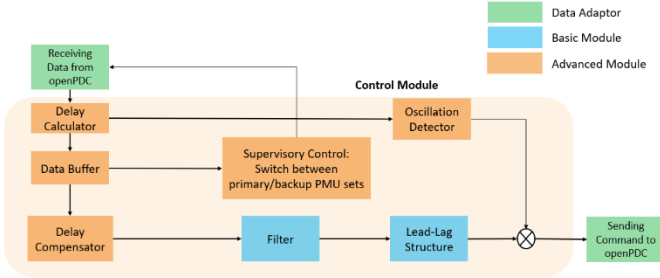 Data Adaptor
Basic Module
Advanced Module
Receiving
Data from
openPDC
Control Module
Delay
Calculator
Oscillation
Detector
Data Buffer
Supervisory Control:
Switch between
primary/backup PMU sets
Delay
Compensator
Filter
Lead-Lag
Structure
Sending
Command to
openPDC